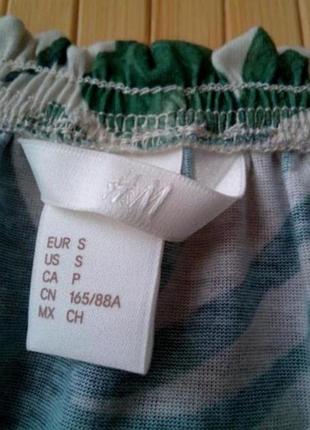 H&M
EUR S
US S
CA P
CN 165/88A
MX CH